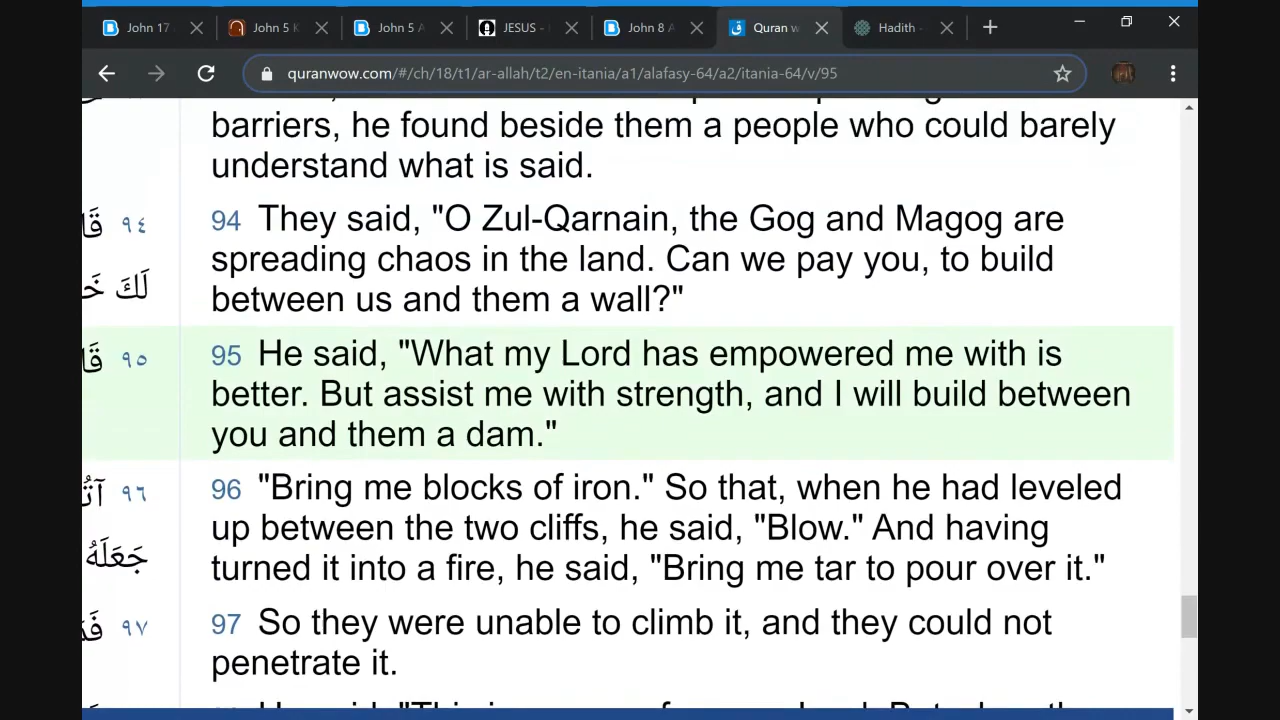 John 17
John 5 K
John 5 A
JESUS -
John 8 A
Quran w
Hadith -
quranwow.com/#/ch/18/t1/ar-allah/t2/en-itania/a1/alafasy-64/a2/itania-64/v/95
barriers, he found beside them a people who could barely
understand what is said.
٩٤
94 They said, "O Zul-Qarnain, the Gog and Magog are
spreading chaos in the land. Can we pay you, to build
لَكَ
between us and them a wall?"
٩٥
95 He said, "What my Lord has empowered me with is
better. But assist me with strength, and I will build between
you and them a dam."
٩٦
96 "Bring me blocks of iron." So that, when he had leveled
up between the two cliffs, he said, "Blow." And having
جَعَلَهُ
turned it into a fire, he said, "Bring me tar to pour over it."
٩٧
97 So they were unable to climb it, and they could not
penetrate it.